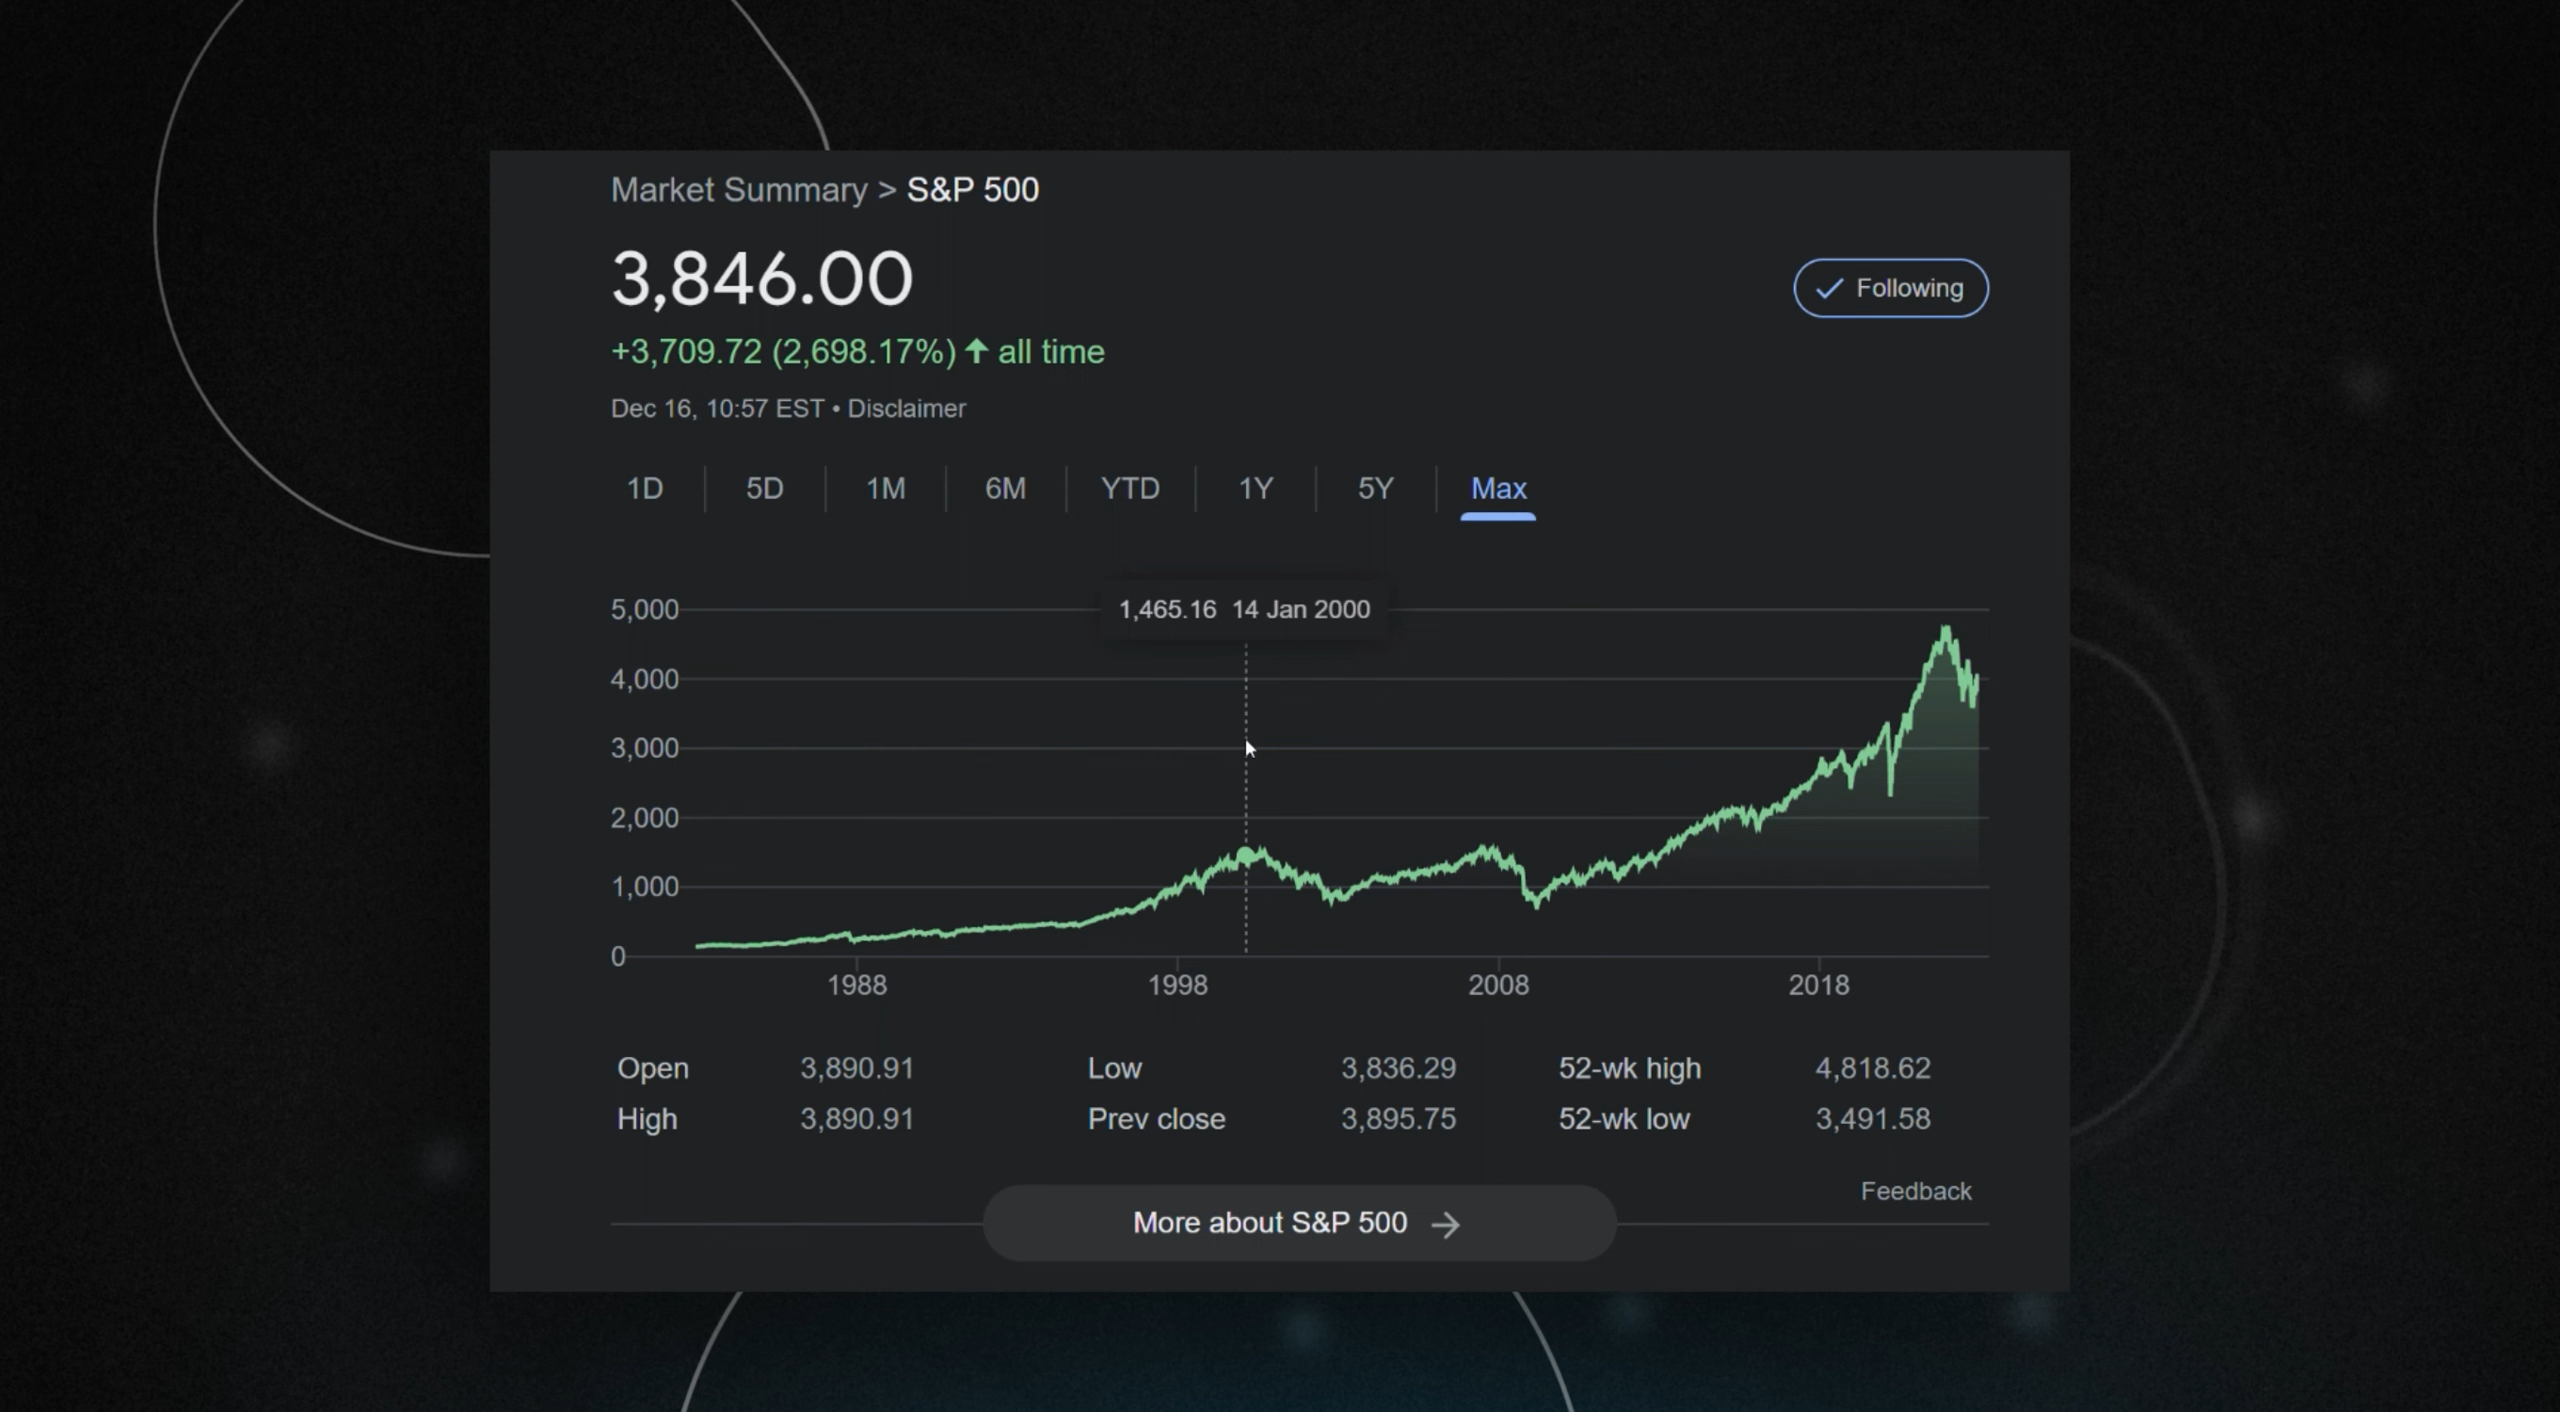 Market Summary > S&P 500
3,846.00
Following
+3,709.72 (2,698.17%) all time
Dec 16, 10:57 EST • Disclaimer
1D 5D 1M 6M YTD 1Y 5Y Max
1,465.16 14 Jan 2000
5,000
4,000
3,000
2,000
1,000
0
1988 1998 2008 2018
Open 3,890.91 Low 3,836.29 52-wk high 4,818.62
High 3,890.91 Prev close 3,895.75 52-wk low 3,491.58
Feedback
More about S&P 500